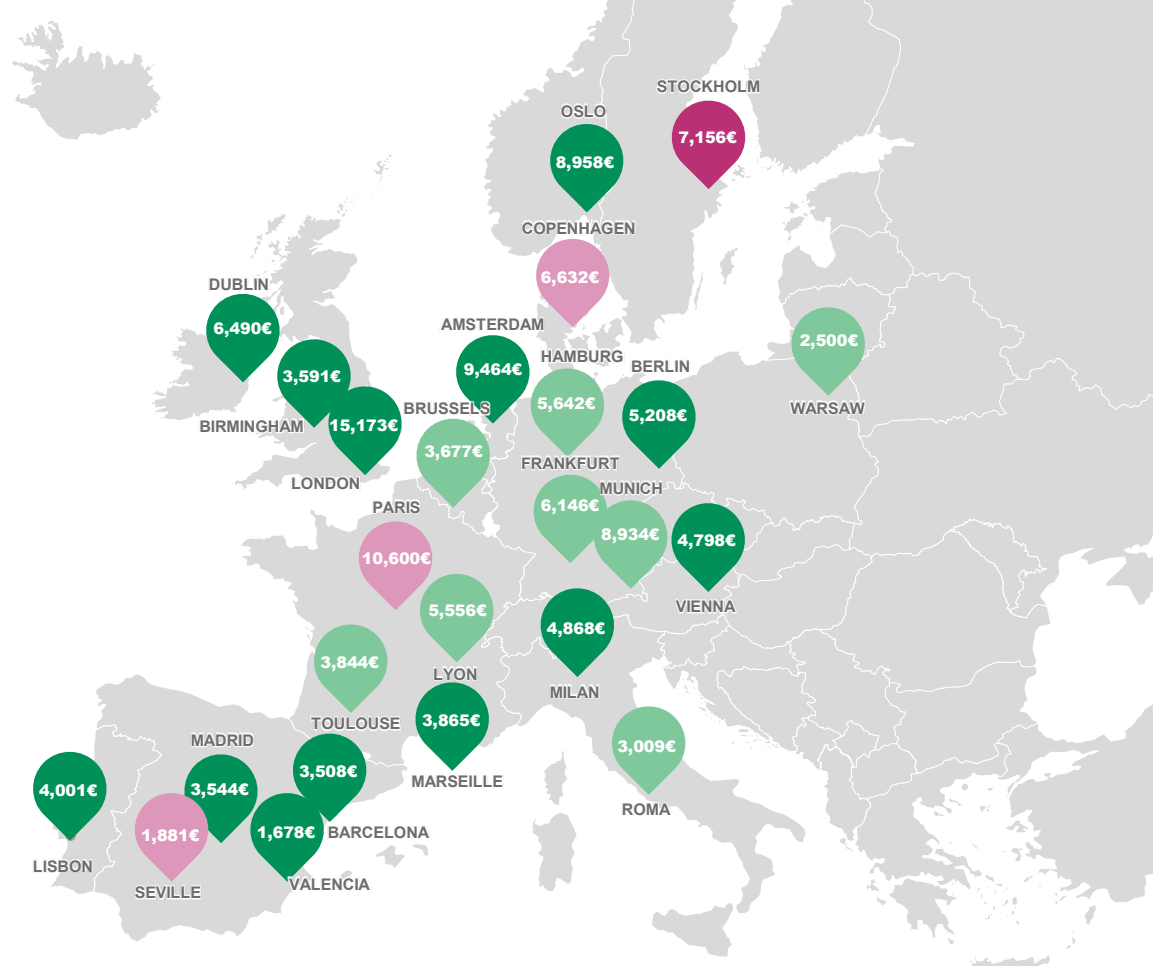 STOCKHOLM
7,156€
OSLO
8,958€
COPENHAGEN
6,632€
DUBLIN
6,490€
AMSTERDAM
9,464€
HAMBURG
5,642€
BERLIN
5,208€
2,500€
WARSAW
3,591€
BIRMINGHAM
15,173€
LONDON
BRUSSELS
3,677€
FRANKFURT
6,146€
MUNICH
8,934€
4,798€
VIENNA
PARIS
10,600€
5,556€
LYON
4,868€
MILAN
3,844€
TOULOUSE
3,865€
MARSEILLE
3,009€
ROMA
MADRID
3,544€
3,508€
BARCELONA
4,001€
LISBON
1,881€
SEVILLE
1,678€
VALENCIA